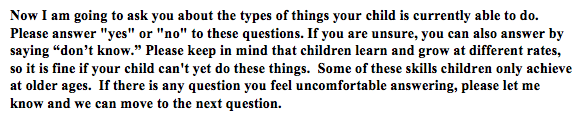 Now I am going to ask you about the types of things your child is currently able to do.
Please answer "yes" or "no" to these questions. If you are unsure, you can also answer by
saying “don’t know.” Please keep in mind that children learn and grow at different rates,
so it is fine if your child can't yet do these things.  Some of these skills children only achieve
at older ages.  If there is any question you feel uncomfortable answering, please let me
know and we can move to the next question.